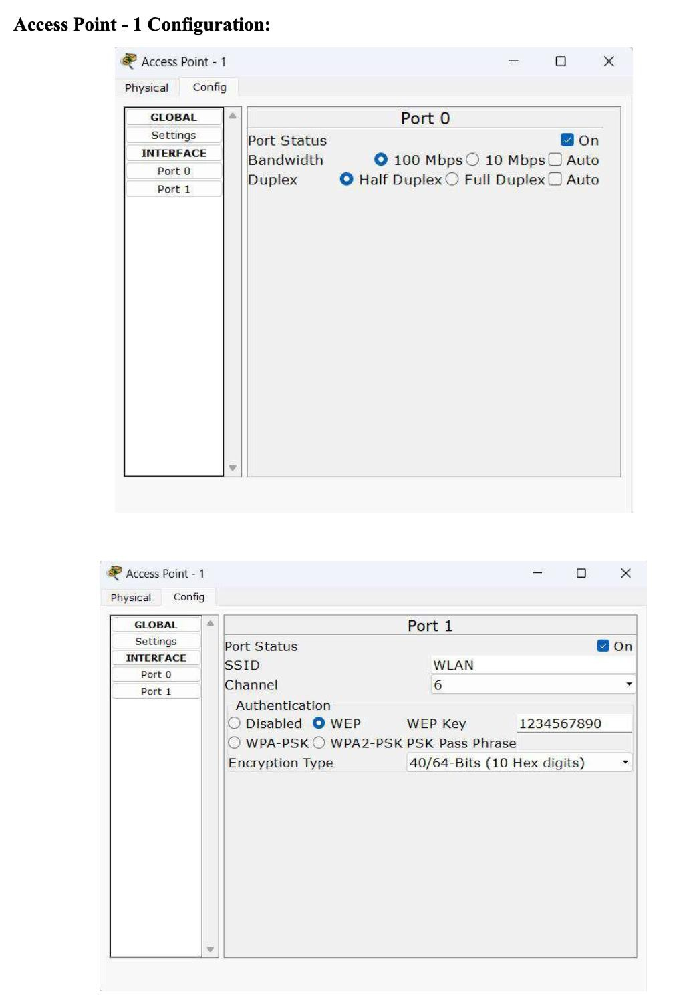 Access Point - 1 Configuration:
Access Point - 1
Physical Config
GLOBAL
Settings
INTERFACE
Port 0
Port 1
Port 0
Port Status On
Bandwidth 100 Mbps 10 Mbps Auto
Duplex Half Duplex Full Duplex Auto
Access Point - 1
Physical Config
GLOBAL
Settings
INTERFACE
Port 0
Port 1
Port 1
Port Status On
SSID WLAN
Channel 6
Authentication
Disabled WEP WEP Key 1234567890
WPA-PSK WPA2-PSK PSK Pass Phrase
Encryption Type 40/64-Bits (10 Hex digits)